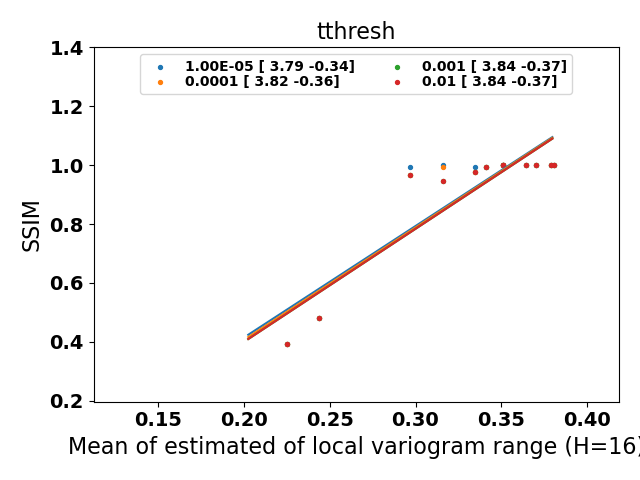 tthresh
1.00E-05 [ 3.79 -0.34]
0.0001 [ 3.82 -0.36]
0.001 [ 3.84 -0.37]
0.01 [ 3.84 -0.37]
SSIM
1.4
1.2
1.0
0.8
0.6
0.4
0.2
0.15 0.20 0.25 0.30 0.35 0.40
Mean of estimated of local variogram range (H=16)